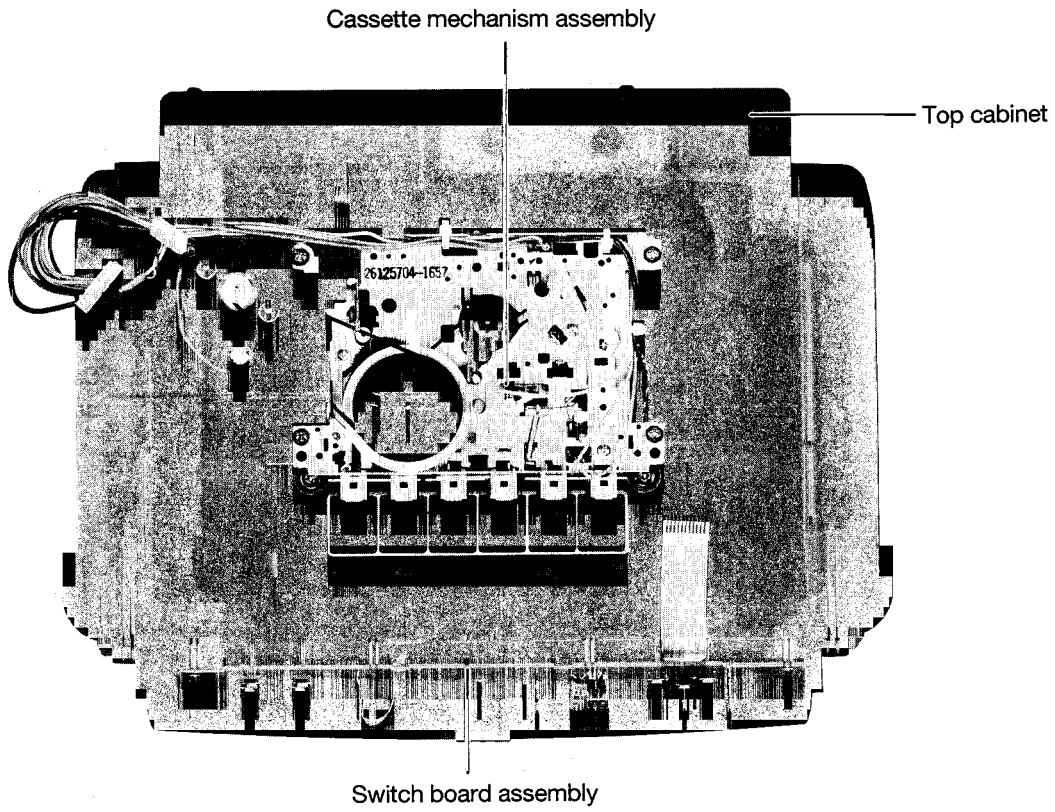 Cassette mechanism assembly
Top cabinet
26125704-1657
Switch board assembly